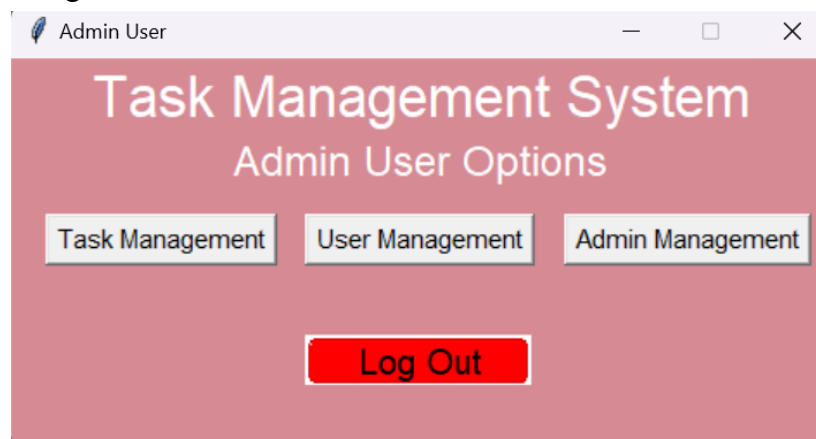 Admin User
Task Management System
Admin User Options
Task Management User Management Admin Management
Log Out